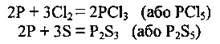 2P + 3Cl₂ = 2PCl₃ (або PCl₅)
2P + 3S = P₂S₃ (або P₂S₅)